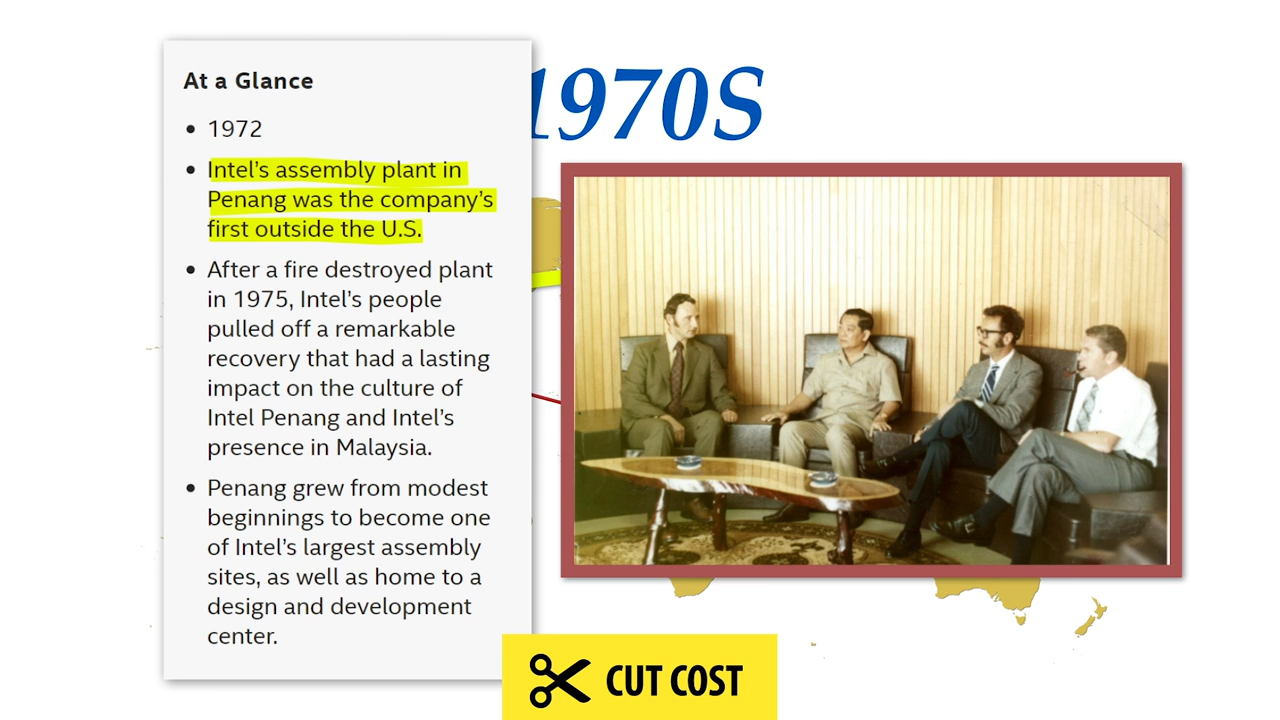 At a Glance
1970S
• 1972
• Intel’s assembly plant in
Penang was the company’s
first outside the U.S.
• After a fire destroyed plant
in 1975, Intel’s people
pulled off a remarkable
recovery that had a lasting
impact on the culture of
Intel Penang and Intel’s
presence in Malaysia.
• Penang grew from modest
beginnings to become one
of Intel’s largest assembly
sites, as well as home to a
design and development
center.
CUT COST